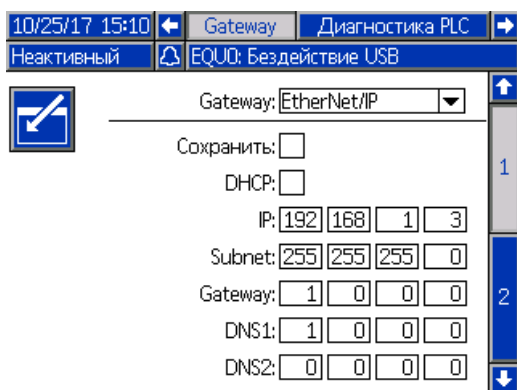 10/25/17 15:10 Gateway Диагностика PLC
Неактивный EQU0: Бездействие USB
Gateway: EtherNet/IP
Сохранить:
DHCP:
1
IP: 192 168 1 3
Subnet: 255 255 255 0
Gateway: 1 0 0 0
2
DNS1: 1 0 0 0
DNS2: 0 0 0 0